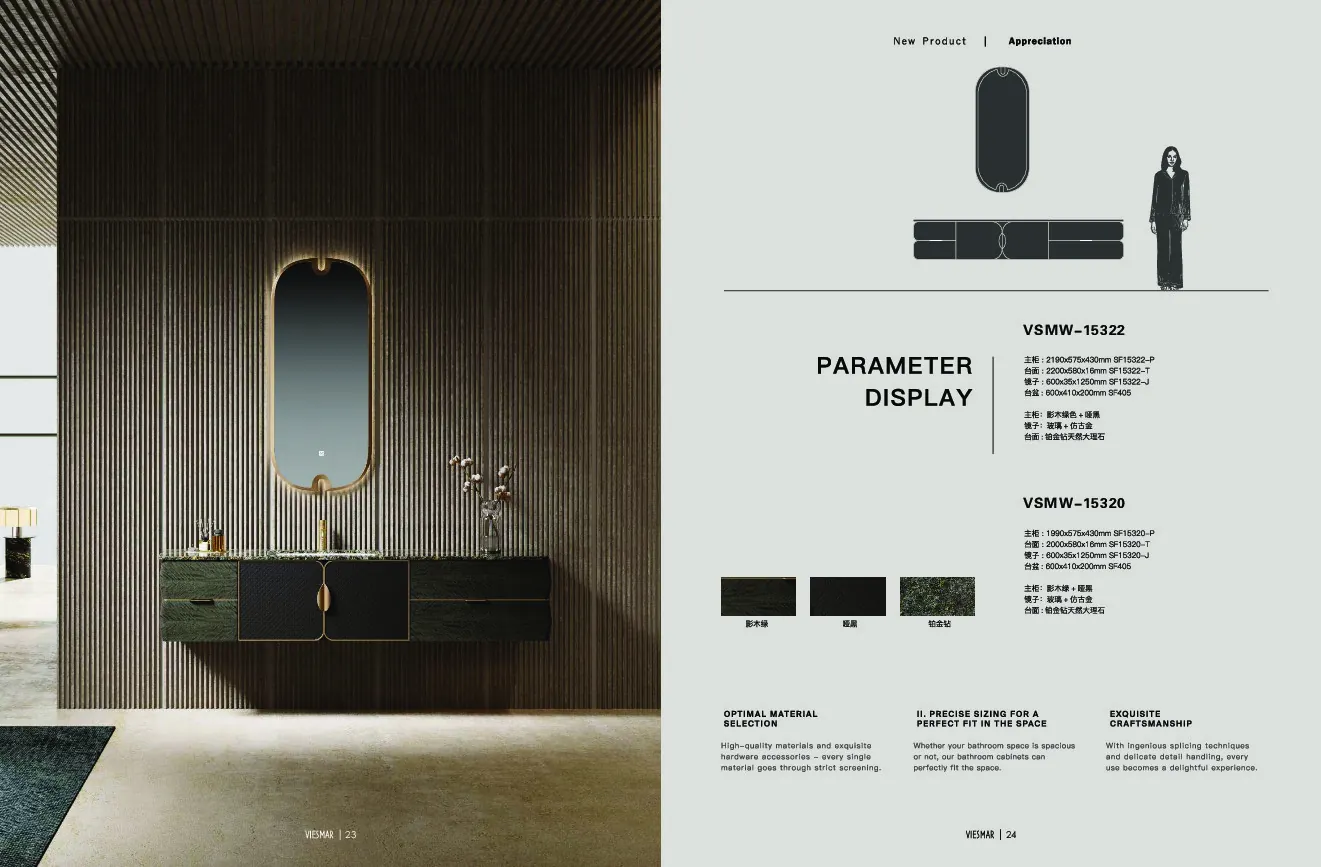 New Product | Appreciation
VSMW-15322
PARAMETER
DISPLAY
主柜 : 2190x575x430mm SF15322-P
台面 : 2200x580x16mm SF15322-T
镜子 : 600x35x1250mm SF15322-J
台盆 : 600x410x200mm SF405
主柜: 影木绿色 + 哑黑
镜子: 玻璃 + 仿古金
台面 : 铂金钻天然大理石
VSMW-15320
主柜 : 1990x575x430mm SF15320-P
台面 : 2000x580x16mm SF15320-T
镜子 : 600x35x1250mm SF15320-J
台盆 : 600x410x200mm SF405
主柜: 影木绿 + 哑黑
镜子: 玻璃 + 仿古金
台面 : 铂金钻天然大理石
影木绿
哑黑
铂金钻
OPTIMAL MATERIAL
SELECTION
High-quality materials and exquisite
hardware accessories - every single
material goes through strict screening.
II. PRECISE SIZING FOR A
PERFECT FIT IN THE SPACE
Whether your bathroom space is spacious
or not, our bathroom cabinets can
perfectly fit the space.
EXQUISITE
CRAFTSMANSHIP
With ingenious splicing techniques
and delicate detail handling, every
use becomes a delightful experience.
VIESMAR | 23
VIESMAR | 24